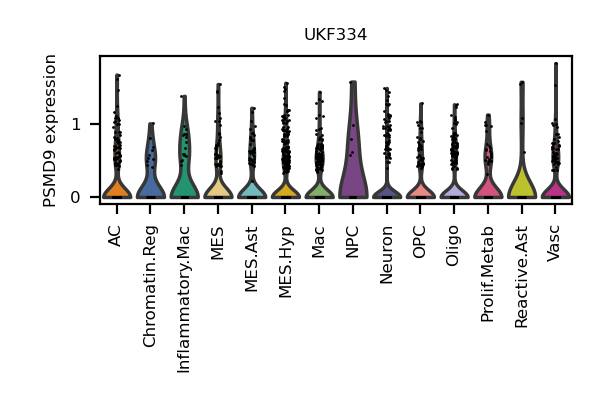 UKF334
PSMD9 expression
1
0
AC
Chromatin.Reg
Inflammatory.Mac
MES
MES.Ast
MES.Hyp
Mac
NPC
Neuron
OPC
Oligo
Prolif.Metab
Reactive.Ast
Vasc